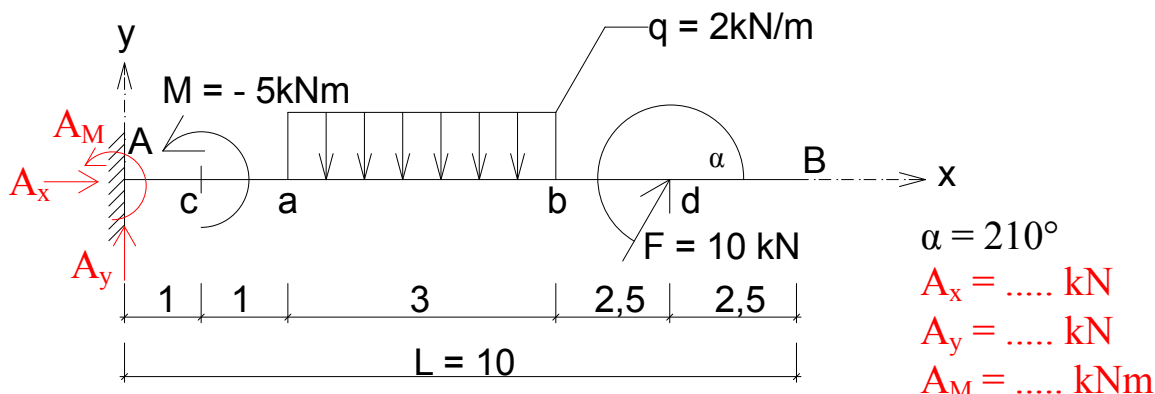 y
q = 2kN/m
M = - 5kNm
A_M
A
α
B
A_x
x
c
a
b
d
F = 10 kN
A_y
α = 210°
1
1
3
2,5
2,5
A_x = ..... kN
A_y = ..... kN
L = 10
A_M = ..... kNm